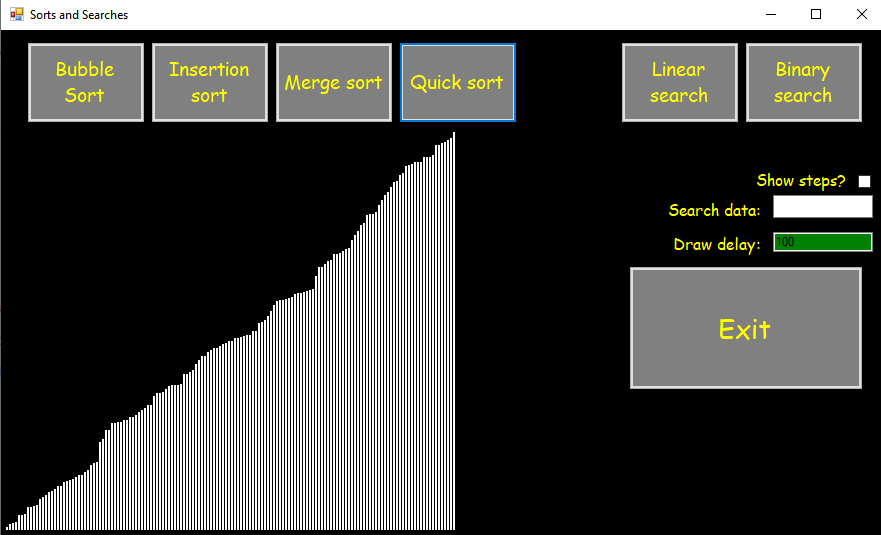 Sorts and Searches
Bubble
Sort
Insertion
sort
Merge sort
Quick sort
Linear
search
Binary
search
Show steps?
Search data:
Draw delay:
100
Exit